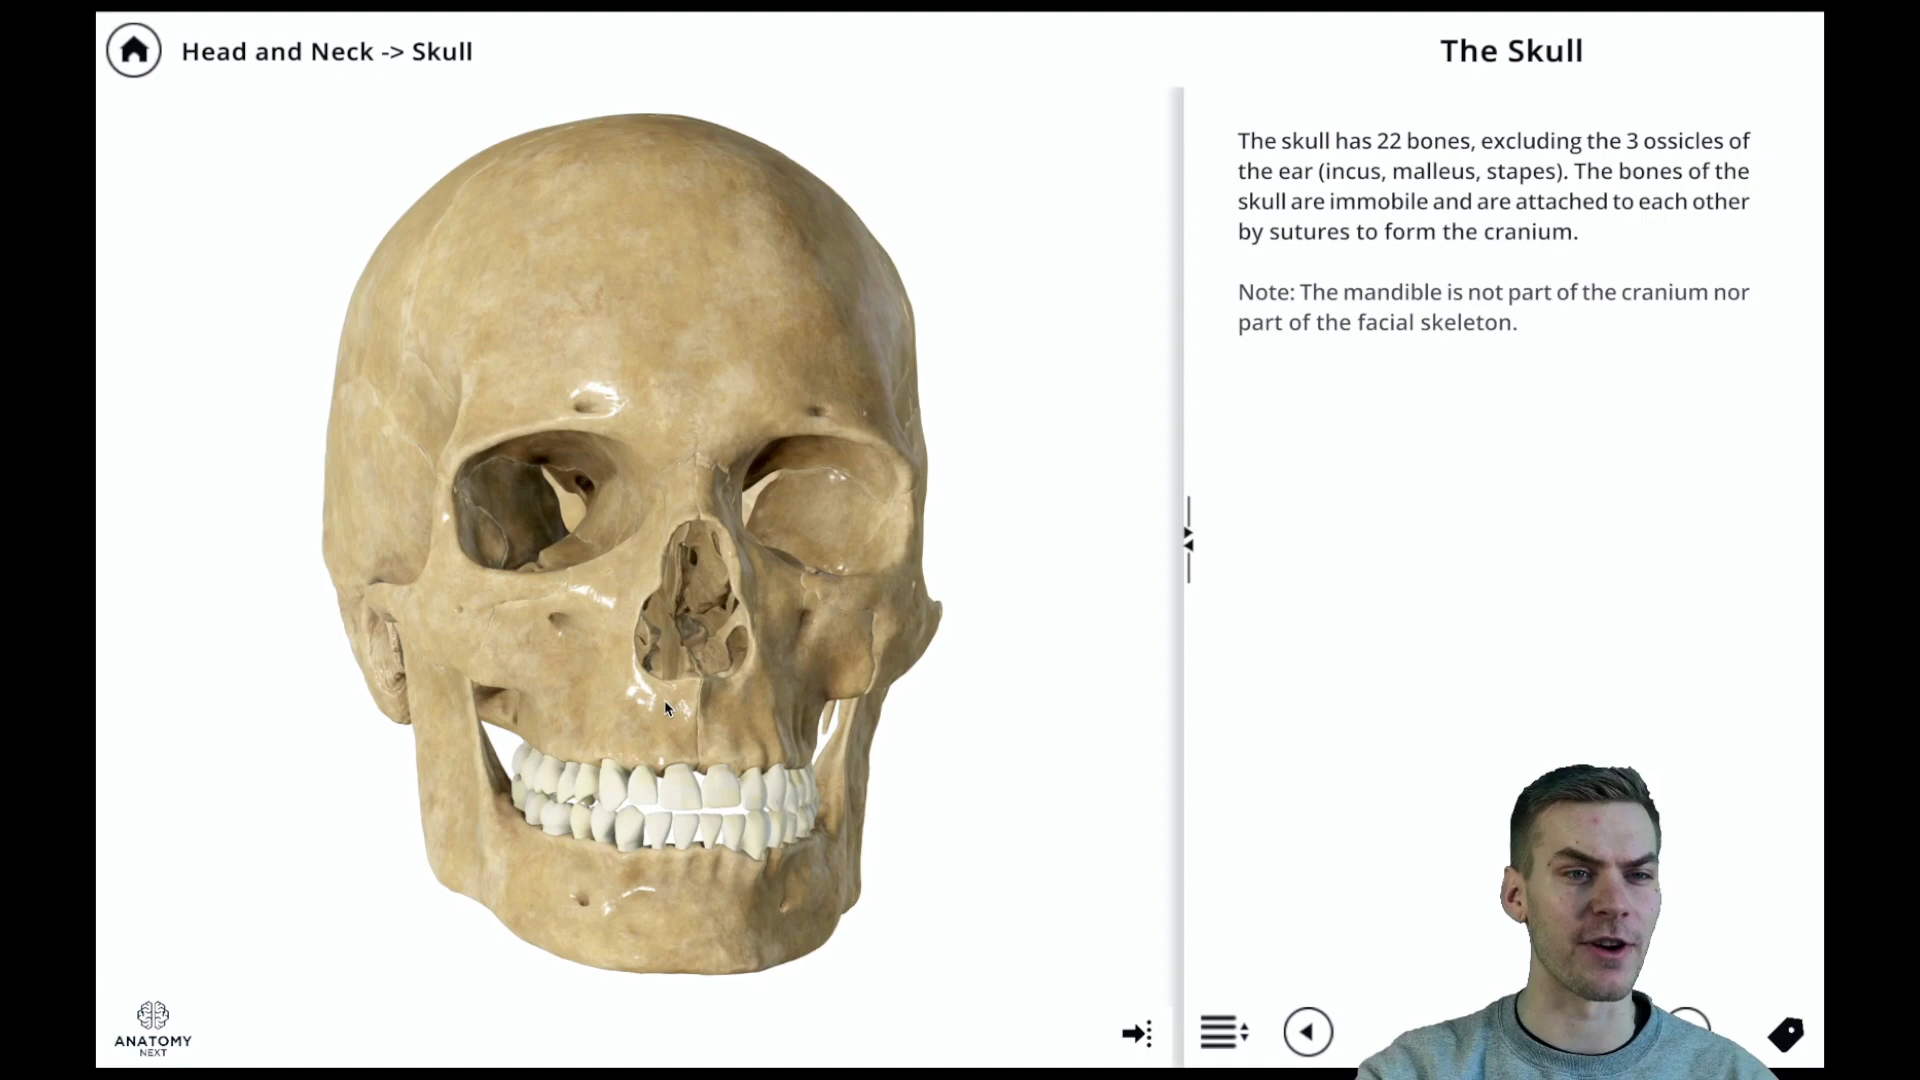 Head and Neck -> Skull
The Skull
The skull has 22 bones, excluding the 3 ossicles of
the ear (incus, malleus, stapes). The bones of the
skull are immobile and are attached to each other
by sutures to form the cranium.
Note: The mandible is not part of the cranium nor
part of the facial skeleton.
ANATOMY
NEXT